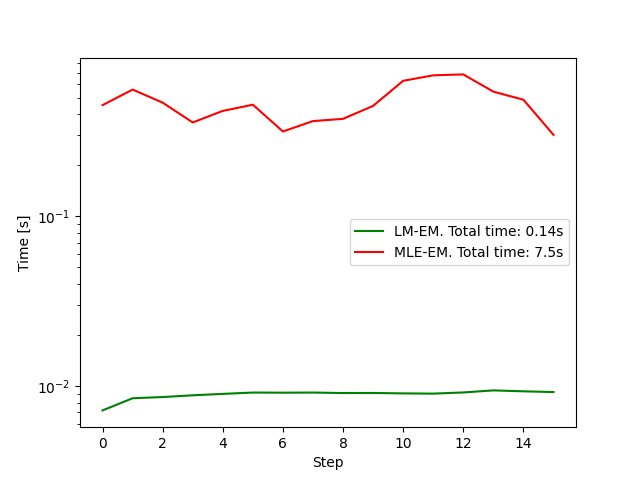 Time [s]
10⁻¹
10⁻²
LM-EM. Total time: 0.14s
MLE-EM. Total time: 7.5s
0 2 4 6 8 10 12 14
Step